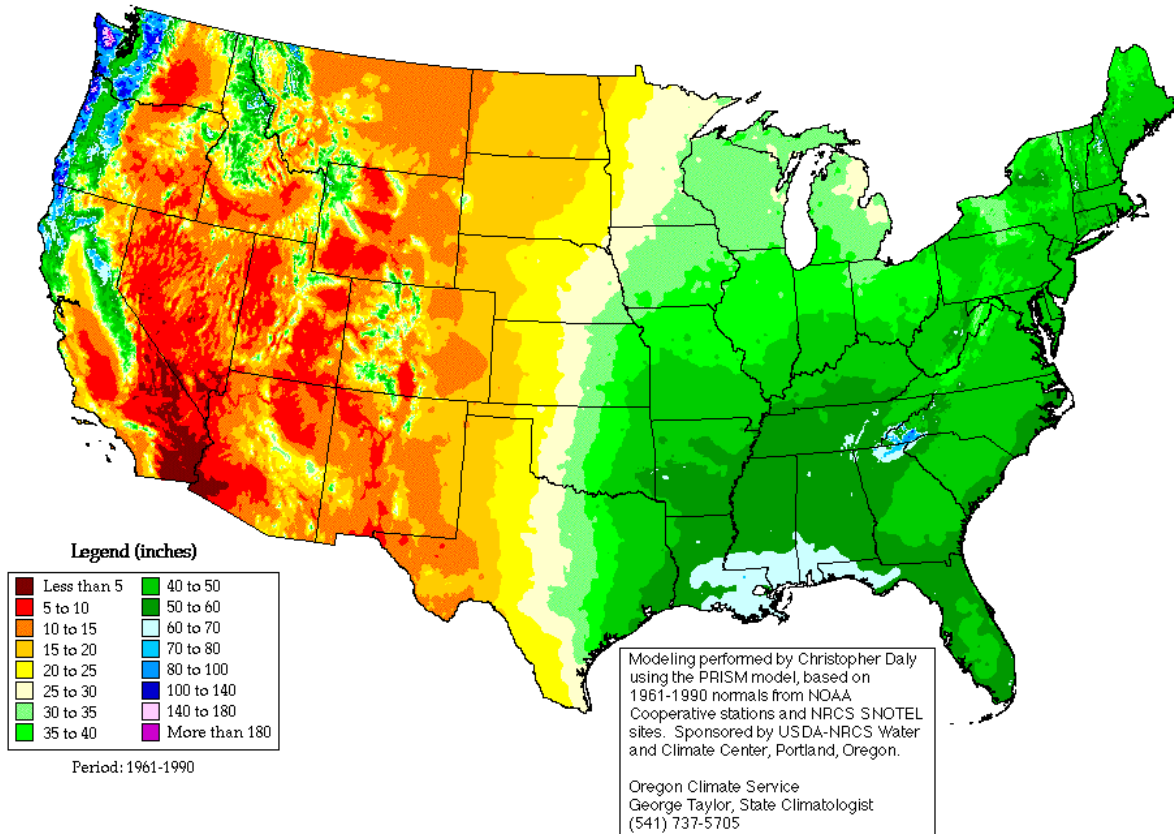 Legend (inches)
Less than 5
5 to 10
10 to 15
15 to 20
20 to 25
25 to 30
30 to 35
35 to 40
40 to 50
50 to 60
60 to 70
70 to 80
80 to 100
100 to 140
140 to 180
More than 180
Period: 1961-1990
Modeling performed by Christopher Daly
using the PRISM model, based on
1961-1990 normals from NOAA
Cooperative stations and NRCS SNOTEL
sites. Sponsored by USDA-NRCS Water
and Climate Center, Portland, Oregon.
Oregon Climate Service
George Taylor, State Climatologist
(541) 737-5705